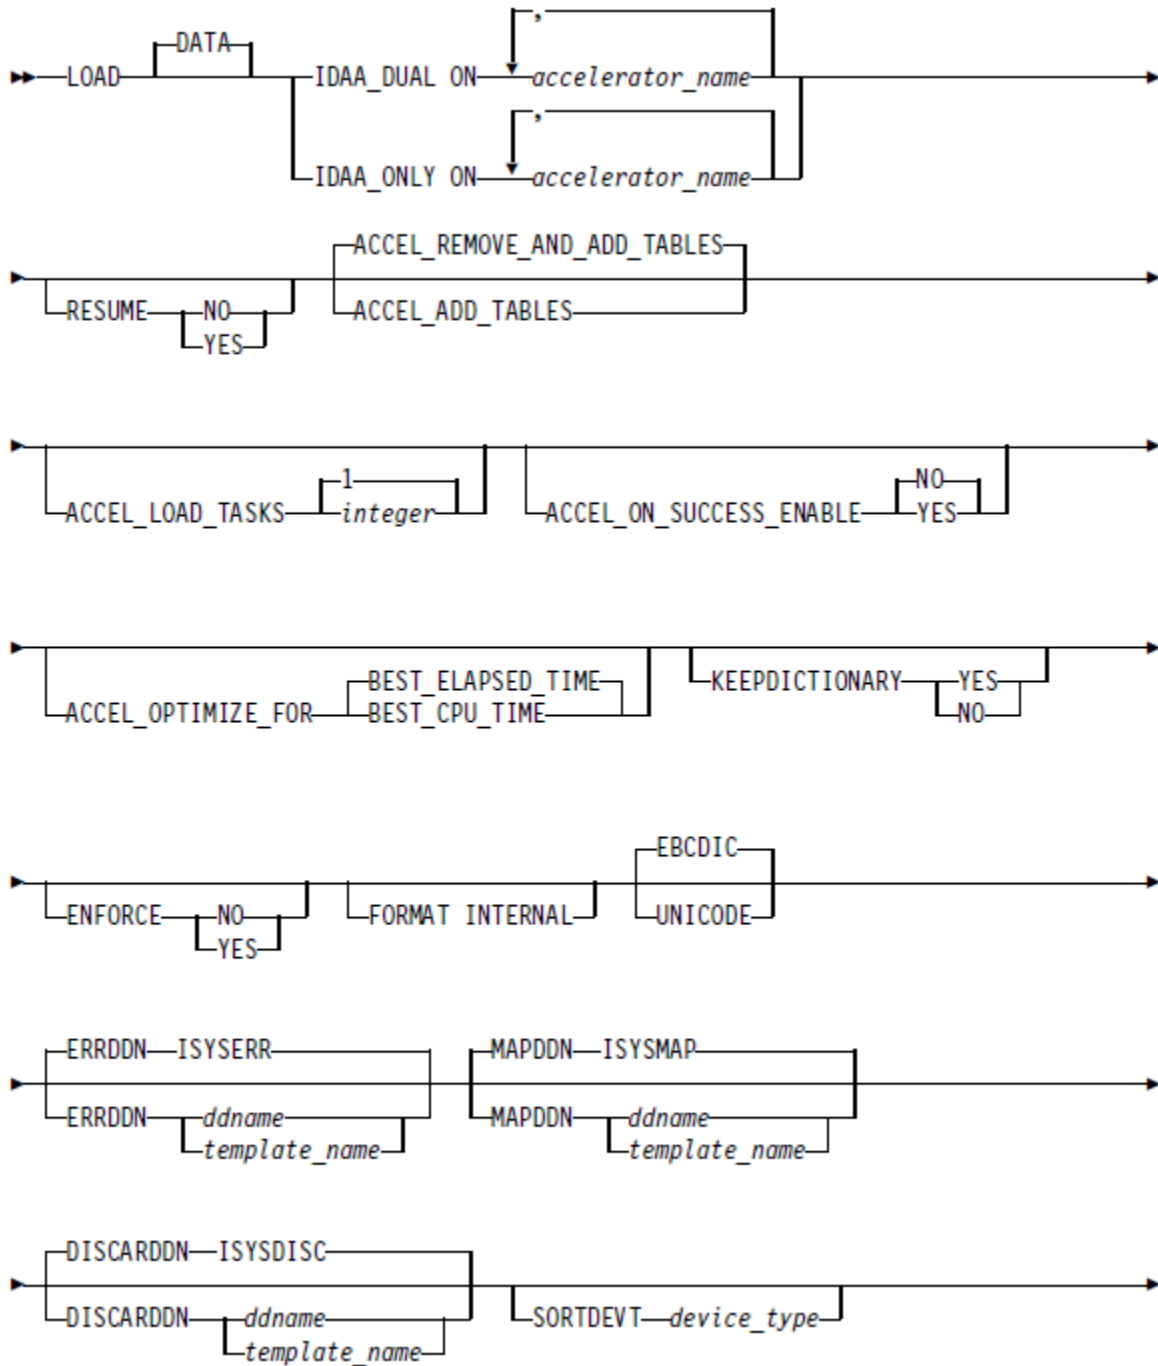 ,
DATA
LOAD IDAA_DUAL ON accelerator_name
,
IDAA_ONLY ON accelerator_name
ACCEL_REMOVE_AND_ADD_TABLES
RESUME NO ACCEL_ADD_TABLES
YES
1 NO
ACCEL_LOAD_TASKS integer ACCEL_ON_SUCCESS_ENABLE YES
BEST_ELAPSED_TIME KEEPDICTIONARY YES
ACCEL_OPTIMIZE_FOR BEST_CPU_TIME NO
EBCDIC
ENFORCE NO FORMAT INTERNAL UNICODE
YES
ERRDDN ISYSERR MAPDDN ISYSMAP
ERRDDN ddname MAPDDN ddname
template_name template_name
DISCARDDN ISYSDISC
DISCARDDN ddname SORTDEVT device_type
template_name